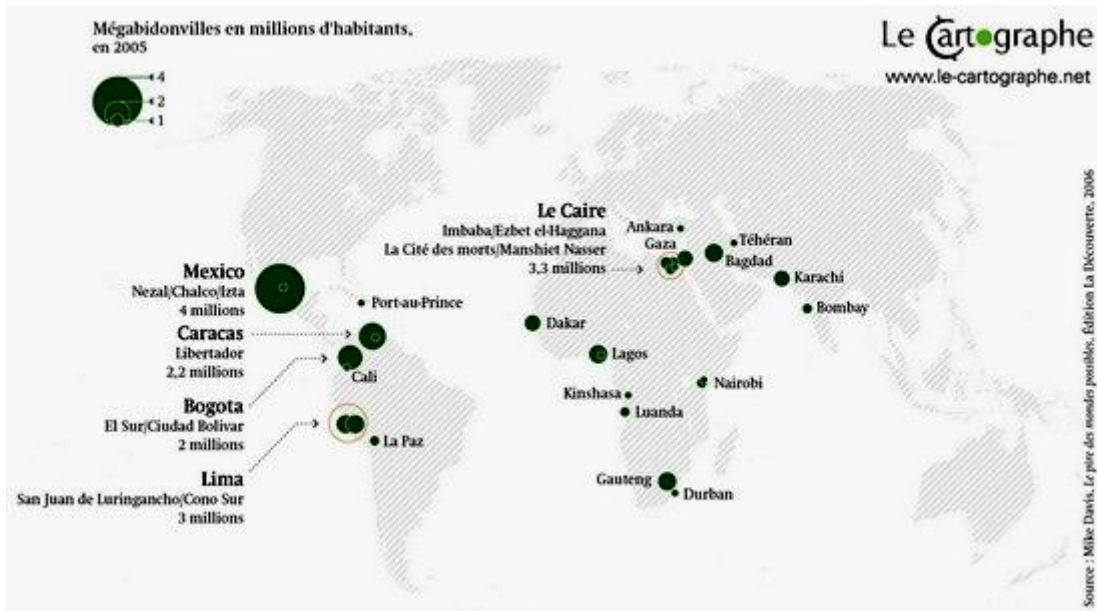 Mégabidonvilles en millions d'habitants,
en 2005
4
2
1
Le Cartographe
www.le-cartographe.net
Le Caire
Imbaba/Ezbet el-Haggana
La Cité des morts/Manshiet Nasser
3,3 millions
Ankara
Gaza
Téhéran
Bagdad
Karachi
Bombay
Mexico
Nezal/Chalco/Izta
4 millions
Port-au-Prince
Caracas
Libertador
2,2 millions
Cali
Bogota
El Sur/Ciudad Bolivar
2 millions
La Paz
Lima
San Juan de Luringancho/Cono Sur
3 millions
Dakar
Lagos
Kinshasa
Nairobi
Luanda
Gauteng
Durban
Source : Mike Davis, Le pire des mondes possibles, Édition La Découverte, 2006